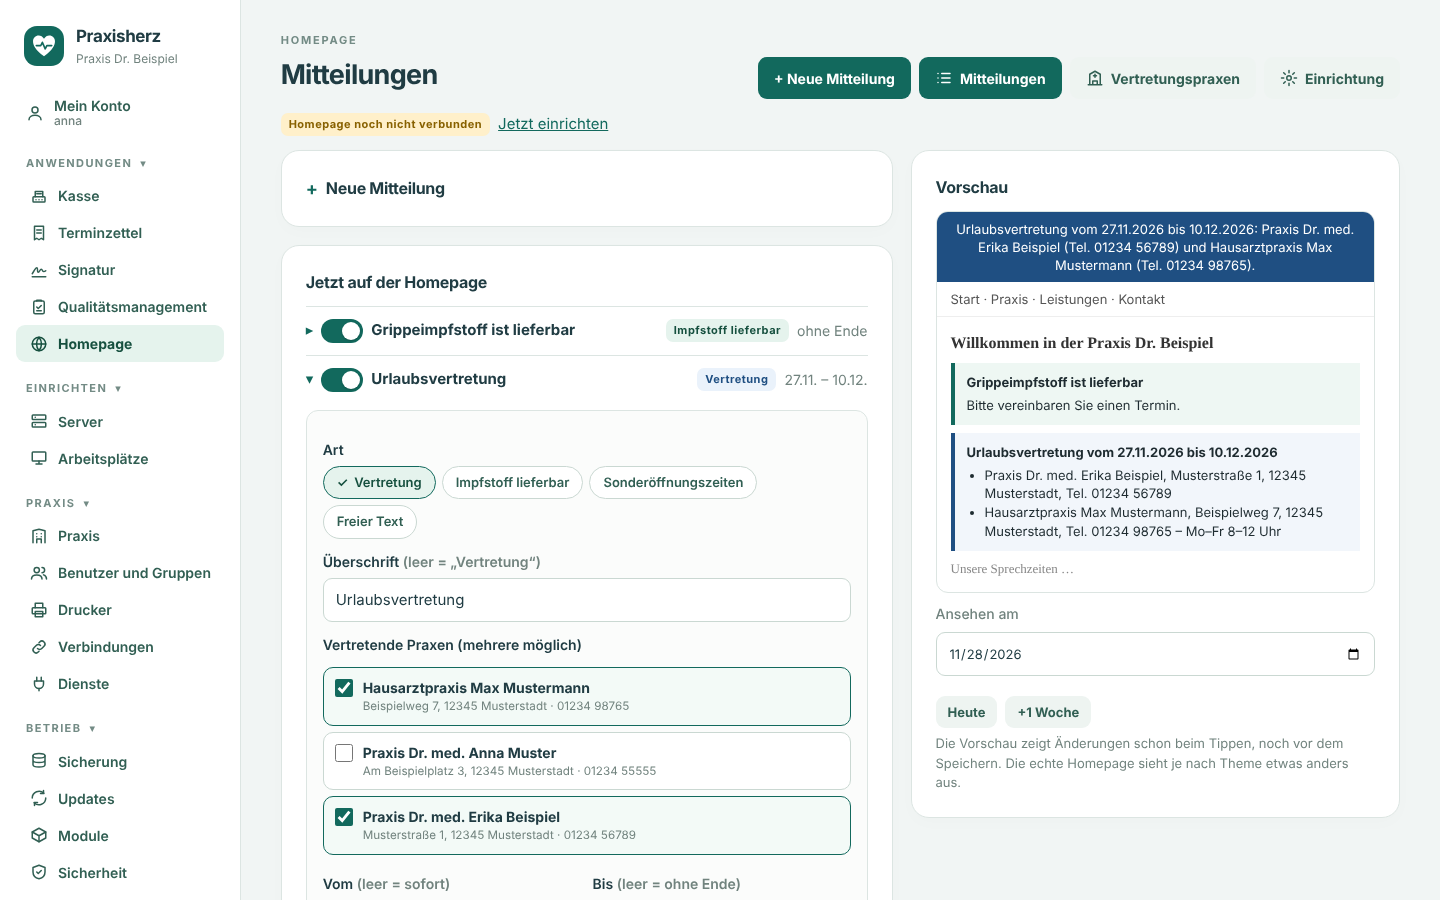 Praxisherz
Praxis Dr. Beispiel
Mein Konto
anna
ANWENDUNGEN ▾
Kasse
Terminzettel
Signatur
Qualitätsmanagement
Homepage
EINRICHTEN ▾
Server
Arbeitsplätze
PRAXIS ▾
Praxis
Benutzer und Gruppen
Drucker
Verbindungen
Dienste
BETRIEB ▾
Sicherung
Updates
Module
Sicherheit
HOMEPAGE
Mitteilungen
+ Neue Mitteilung
Mitteilungen
Vertretungspraxen
Einrichtung
Homepage noch nicht verbunden Jetzt einrichten
+ Neue Mitteilung
Jetzt auf der Homepage
▸ Grippeimpfstoff ist lieferbar Impfstoff lieferbar ohne Ende
▾ Urlaubsvertretung Vertretung 27.11. – 10.12.
Art
✓ Vertretung
Impfstoff lieferbar
Sonderöffnungszeiten
Freier Text
Überschrift (leer = „Vertretung“)
Urlaubsvertretung
Vertretende Praxen (mehrere möglich)
Hausarztpraxis Max Mustermann
Beispielweg 7, 12345 Musterstadt · 01234 98765
Praxis Dr. med. Anna Muster
Am Beispielplatz 3, 12345 Musterstadt · 01234 55555
Praxis Dr. med. Erika Beispiel
Musterstraße 1, 12345 Musterstadt · 01234 56789
Vom (leer = sofort)
Bis (leer = ohne Ende)
Vorschau
Urlaubsvertretung vom 27.11.2026 bis 10.12.2026: Praxis Dr. med.
Erika Beispiel (Tel. 01234 56789) und Hausarztpraxis Max
Mustermann (Tel. 01234 98765).
Start · Praxis · Leistungen · Kontakt
Willkommen in der Praxis Dr. Beispiel
Grippeimpfstoff ist lieferbar
Bitte vereinbaren Sie einen Termin.
Urlaubsvertretung vom 27.11.2026 bis 10.12.2026
• Praxis Dr. med. Erika Beispiel, Musterstraße 1, 12345
Musterstadt, Tel. 01234 56789
• Hausarztpraxis Max Mustermann, Beispielweg 7, 12345
Musterstadt, Tel. 01234 98765 – Mo–Fr 8–12 Uhr
Unsere Sprechzeiten …
Ansehen am
11/28/2026
Heute
+1 Woche
Die Vorschau zeigt Änderungen schon beim Tippen, noch vor dem
Speichern. Die echte Homepage sieht je nach Theme etwas anders
aus.